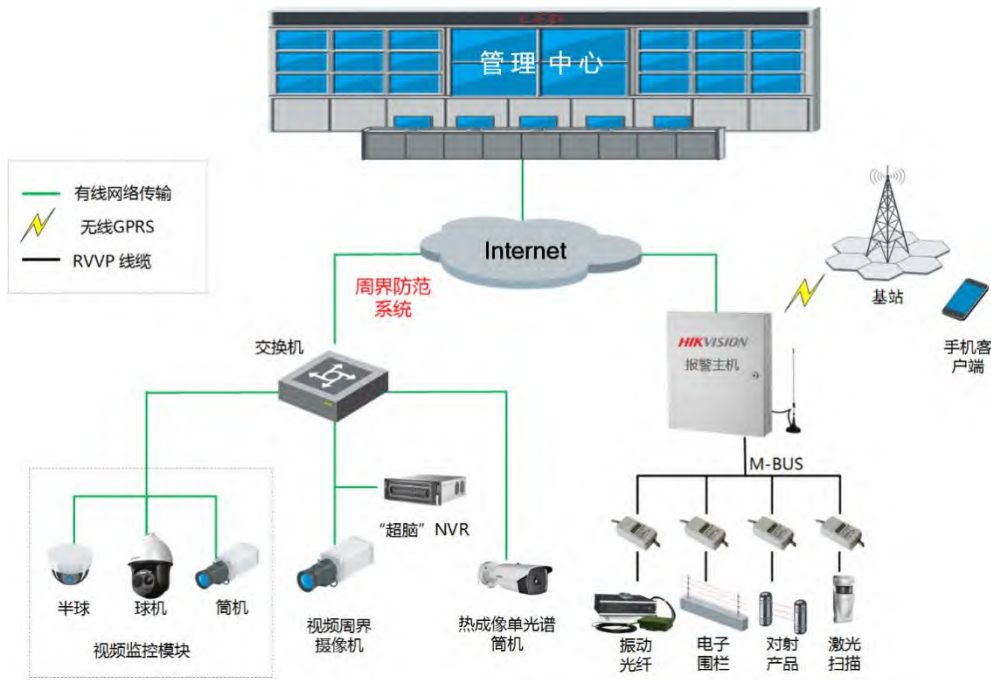 LED
管理中心
有线网络传输
无线GPRS
RVVP 线缆
Internet
周界防范
系统
基站
交换机
HIKVISION
报警主机
手机客
户端
M-BUS
“超脑”NVR
半球
球机
筒机
视频监控模块
视频周界
摄像机
热成像单光谱
筒机
振动
光纤
电子
围栏
对射
产品
激光
扫描